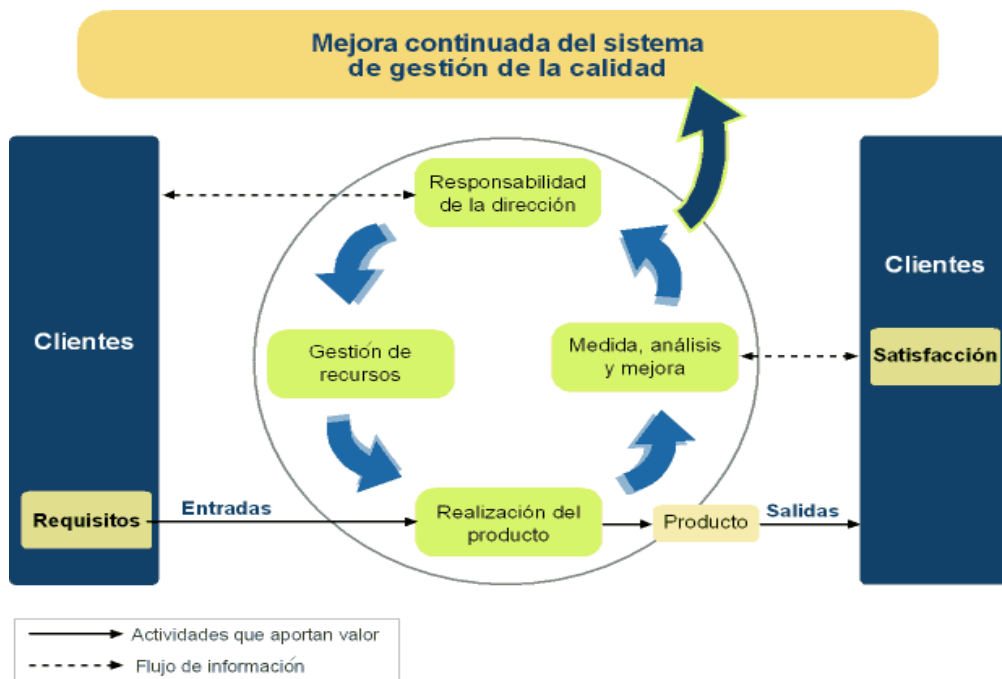 Mejora continuada del sistema
de gestión de la calidad
Responsabilidad
de la dirección
Clientes
Clientes
Gestión de
recursos
Medida, análisis
y mejora
Satisfacción
Requisitos
Entradas
Realización del
producto
Producto
Salidas
Actividades que aportan valor
Flujo de información